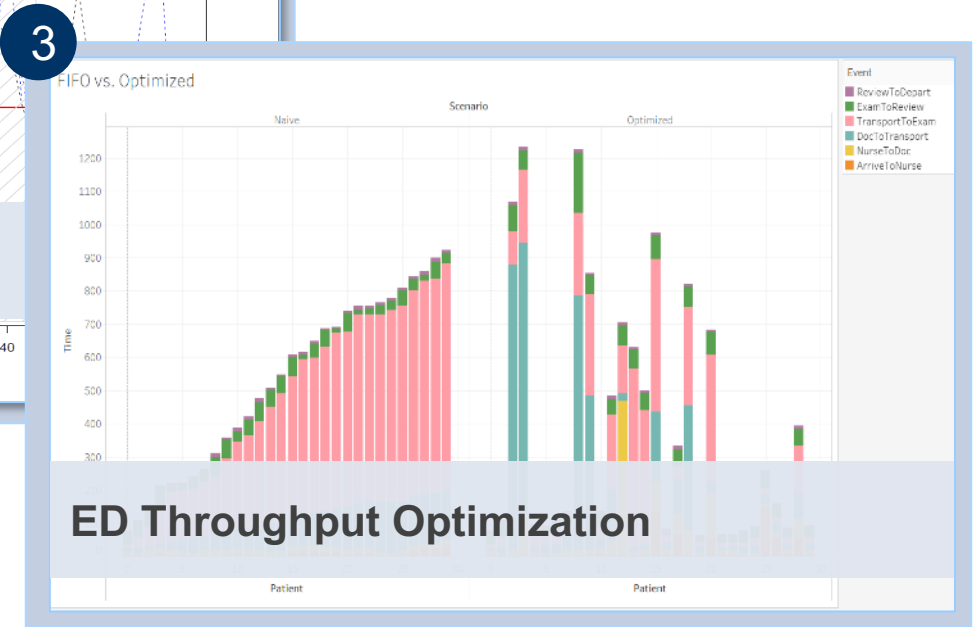 3
FIFO vs. Optimized
Scenario
Naive
Optimized
1200
1100
1000
900
800
700
600
500
400
300
Time
Patient
Patient
Event
ReviewToDepart
ExamToReview
TransportToExam
DocToTransport
NurseToDoc
ArriveToNurse
40
ED Throughput Optimization